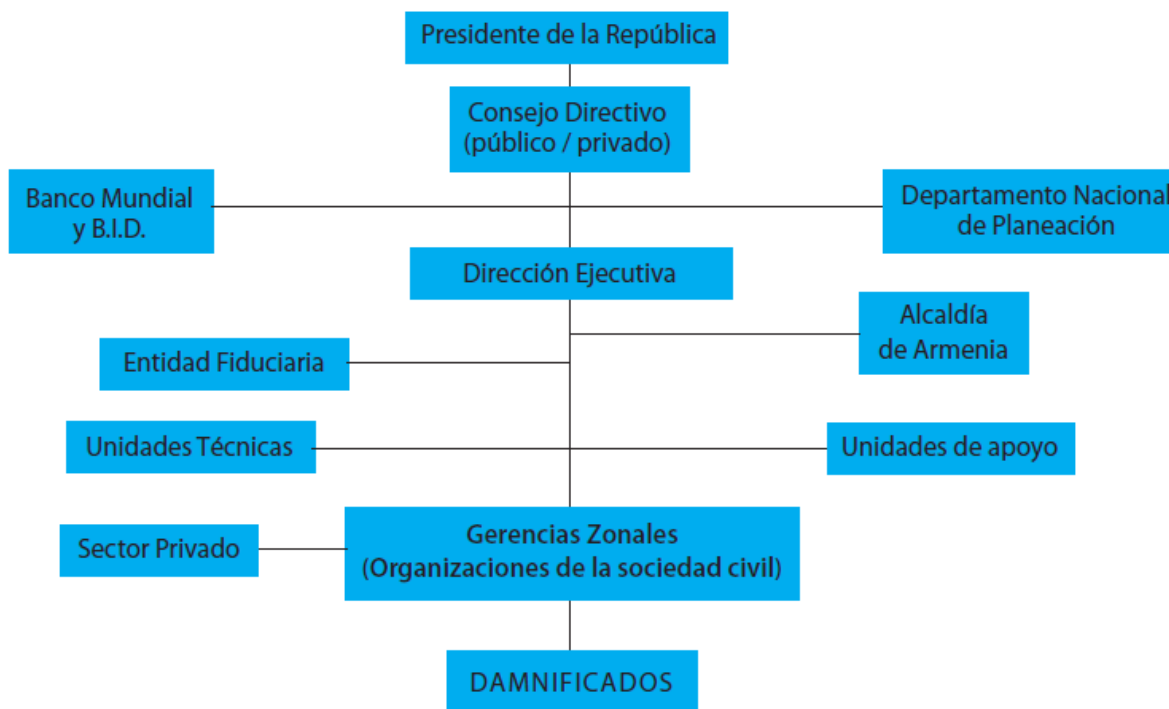 Presidente de la República
Consejo Directivo
(público / privado)
Banco Mundial
y B.I.D.
Departamento Nacional
de Planeación
Dirección Ejecutiva
Alcaldía
de Armenia
Entidad Fiduciaria
Unidades Técnicas
Unidades de apoyo
Sector Privado
Gerencias Zonales
(Organizaciones de la sociedad civil)
DAMNIFICADOS